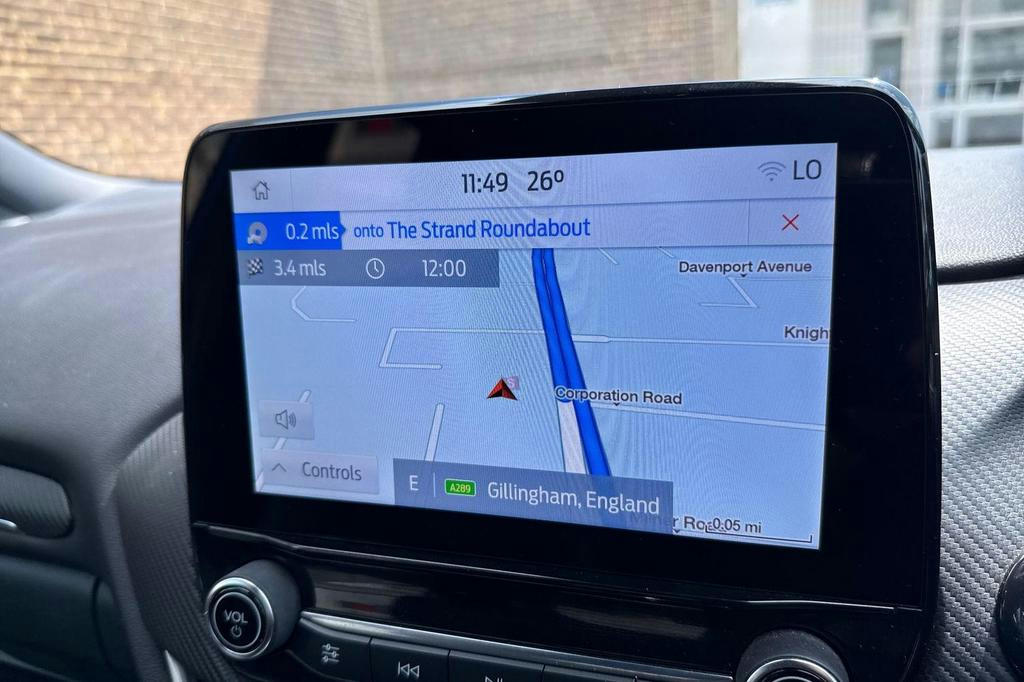 11:49 26° LO
0.2 mls onto The Strand Roundabout
3.4 mls 12:00
Davenport Avenue
Corporation Road
Controls
E A289 Gillingham, England
0.05 mi
VOL